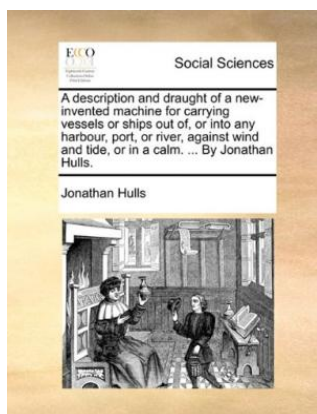 ECCO
Social Sciences
A description and draught of a new-
invented machine for carrying
vessels or ships out of, or into any
harbour, port, or river, against wind
and tide, or in a calm. ... By Jonathan
Hulls.
Jonathan Hulls